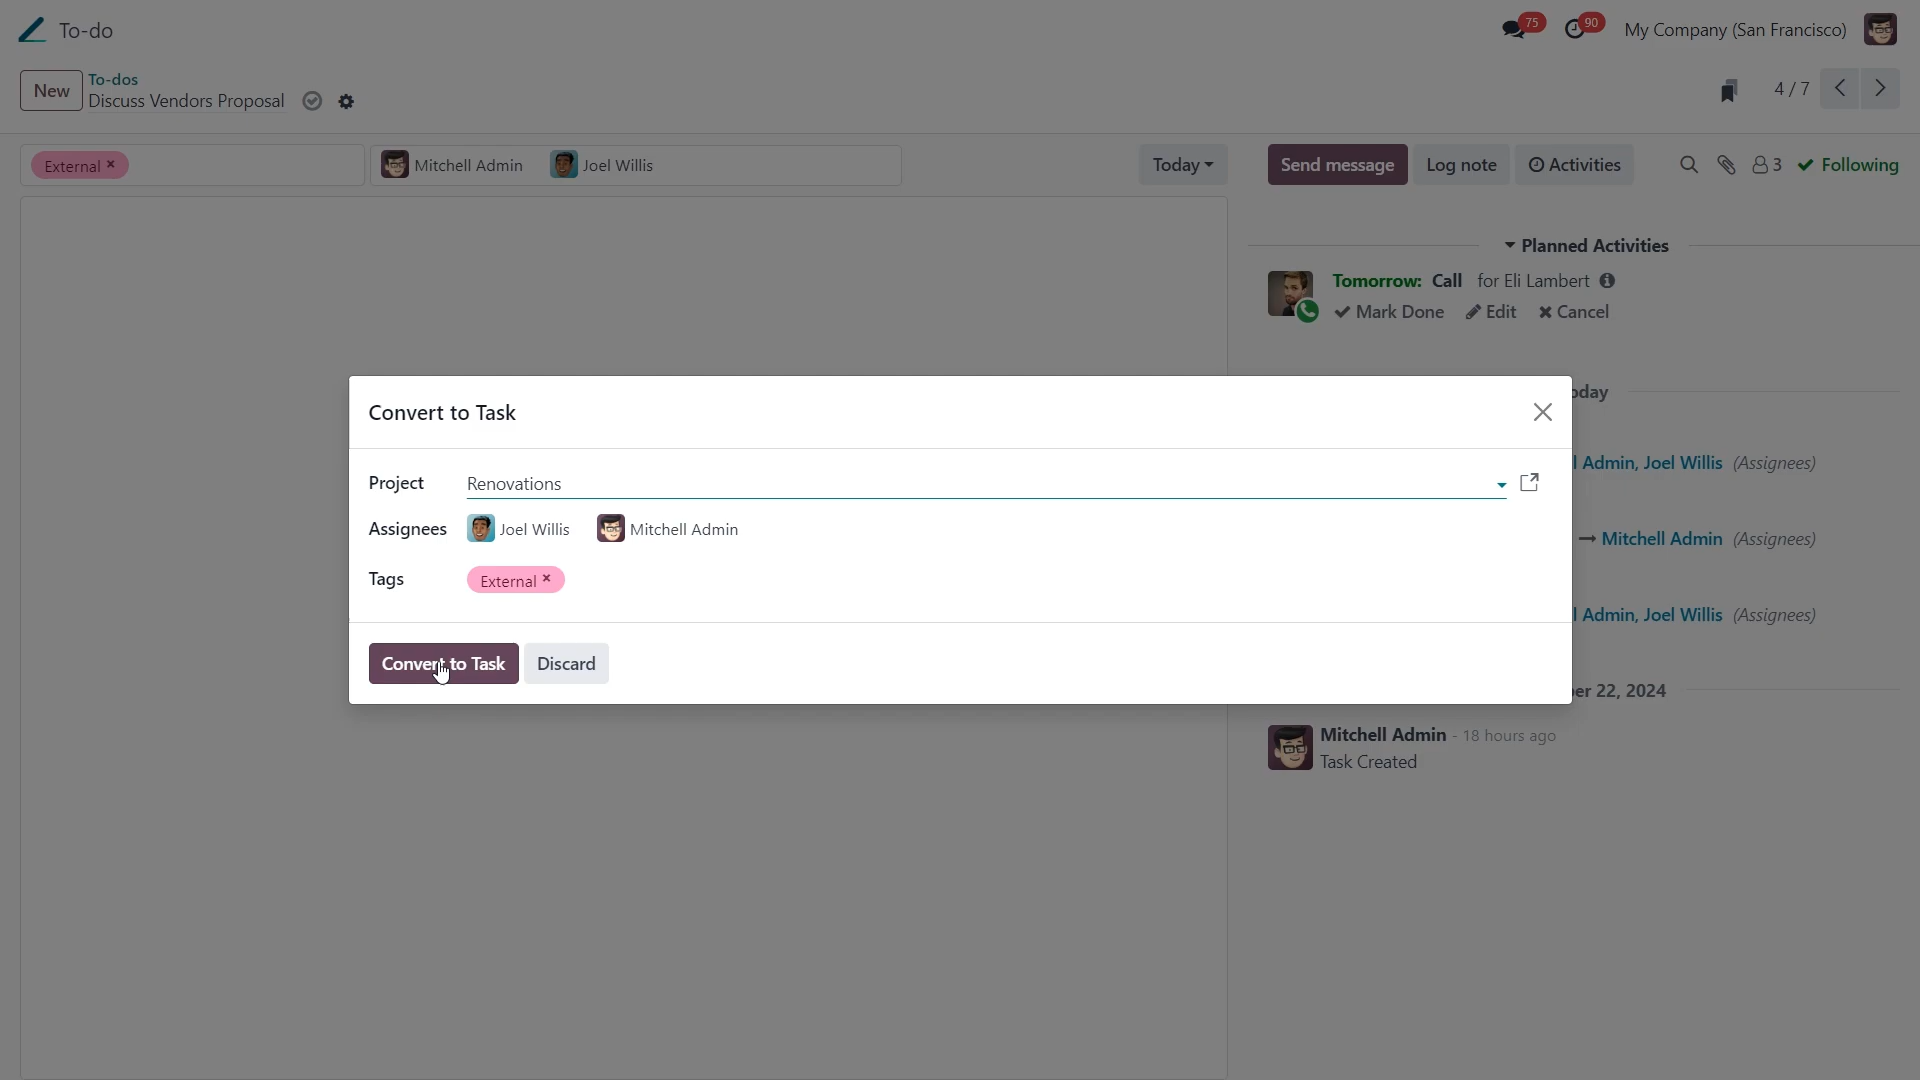 To-do
75
90
My Company (San Francisco)
New
To-dos
Discuss Vendors Proposal
4 / 7
External ×
Mitchell Admin
Joel Willis
Today
Send message
Log note
Activities
3
Following
Planned Activities
Tomorrow: Call for Eli Lambert
Mark Done
Edit
Cancel
Convert to Task
Project
Renovations
Assignees
Joel Willis
Mitchell Admin
Tags
External ×
Convert to Task
Discard
Admin, Joel Willis (Assignees)
→ Mitchell Admin (Assignees)
Admin, Joel Willis (Assignees)
22, 2024
Mitchell Admin - 18 hours ago
Task Created